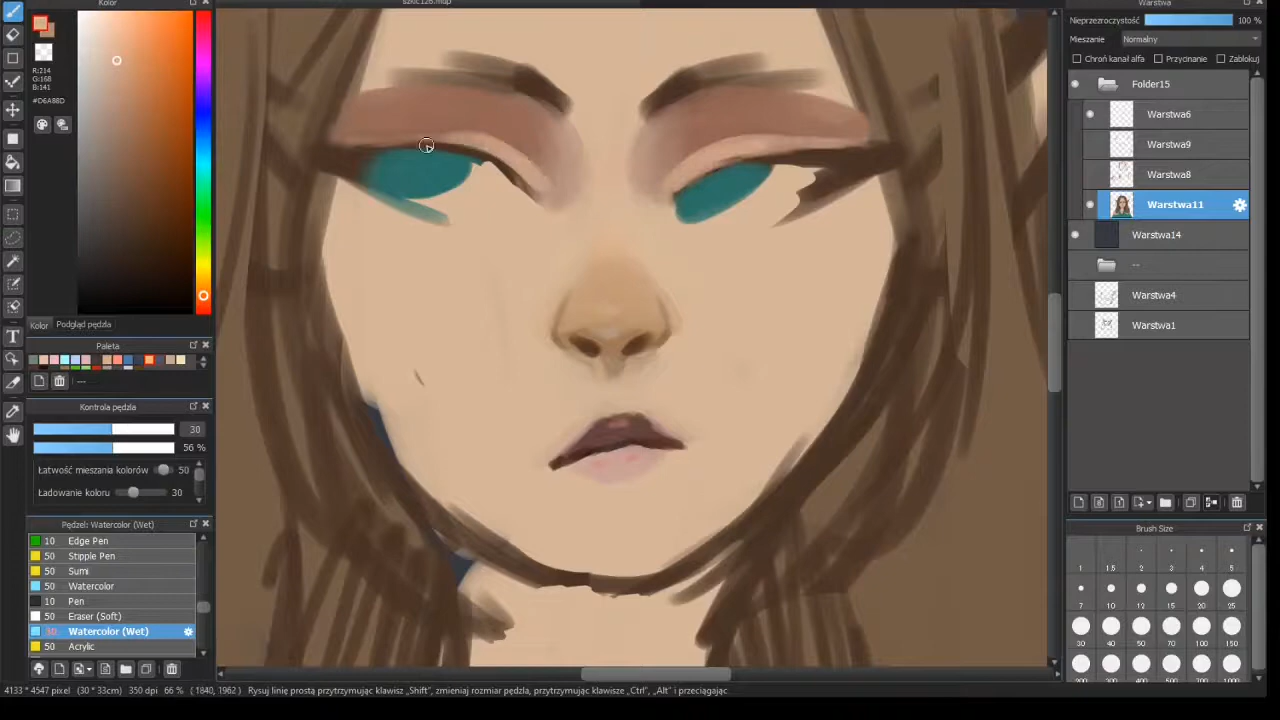 Kolor
szkic126.mdp
Warstwa
R:214
G:168
B:141
#D6A88D
Kolor
Podgląd pędzla
Paleta
---
Kontrola pędzla
30
56 %
Łatwość mieszania kolorów
50
Ładowanie koloru
30
Pędzel: Watercolor (Wet)
10 Edge Pen
50 Stipple Pen
50 Sumi
50 Watercolor
10 Pen
50 Eraser (Soft)
Watercolor (Wet)
50 Acrylic
Nieprzezroczystość
100 %
Mieszanie
Normalny
Chroń kanał alfa
Przycinanie
Zablokuj
Folder15
Warstwa6
Warstwa9
Warstwa8
Warstwa11
Warstwa14
--
Warstwa4
Warstwa1
Brush Size
1 1.5 2 3 4 5
7 10 12 15 20 25
30 40 50 70 100 150
4133 * 4547 pixel (30 * 33cm) 350 dpi 66 % ( 1840, 1962 ) Rysuj linie prostą przytrzymując klawisz „Shift”, zmieniaj rozmiar pędzla, przytrzymując klawisze „Ctrl”, „Alt” i przeciągając